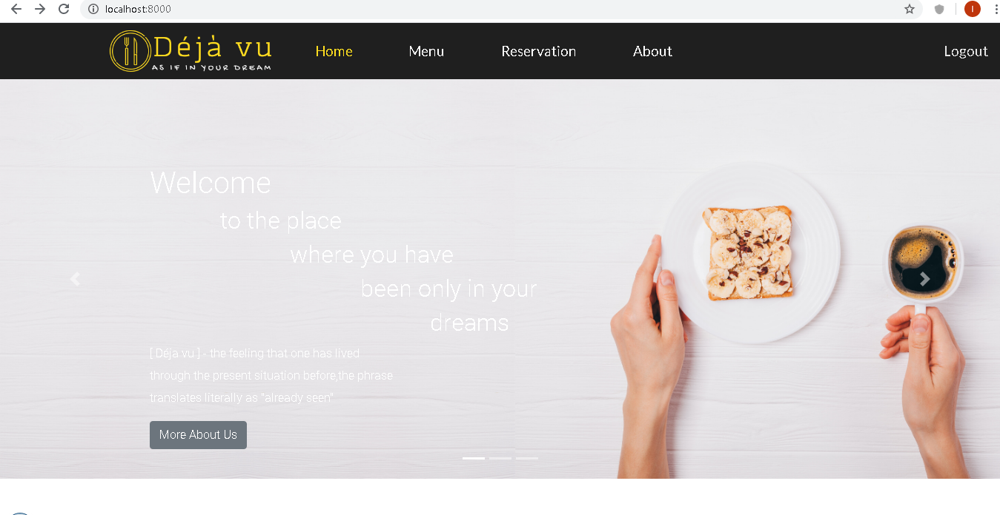 localhost:8000
I
Déjà vu
AS IF IN YOUR DREAM
Home
Menu
Reservation
About
Logout
Welcome
to the place
where you have
been only in your
dreams
[ Deja vu ] - the feeling that one has lived
through the present situation before,the phrase
translates literally as "already seen"
More About Us